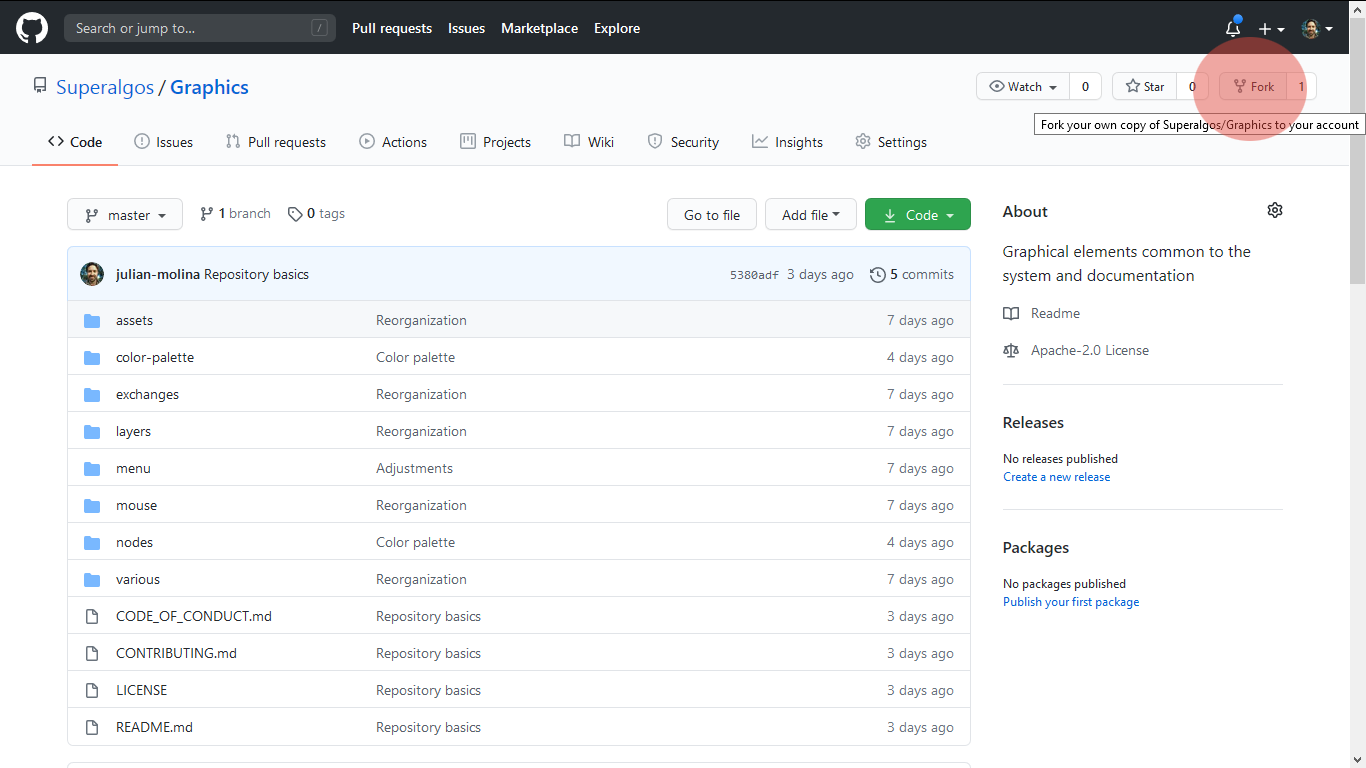 Search or jump to... / Pull requests Issues Marketplace Explore
Superalgos / Graphics Watch 0 Star 0 Fork 1
Fork your own copy of Superalgos/Graphics to your account
Code Issues Pull requests Actions Projects Wiki Security Insights Settings
master 1 branch 0 tags Go to file Add file Code
julian-molina Repository basics 5380adf 3 days ago 5 commits
assets Reorganization 7 days ago
color-palette Color palette 4 days ago
exchanges Reorganization 7 days ago
layers Reorganization 7 days ago
menu Adjustments 7 days ago
mouse Reorganization 7 days ago
nodes Color palette 4 days ago
various Reorganization 7 days ago
CODE_OF_CONDUCT.md Repository basics 3 days ago
CONTRIBUTING.md Repository basics 3 days ago
LICENSE Repository basics 3 days ago
README.md Repository basics 3 days ago
About
Graphical elements common to the
system and documentation
Readme
Apache-2.0 License
Releases
No releases published
Create a new release
Packages
No packages published
Publish your first package